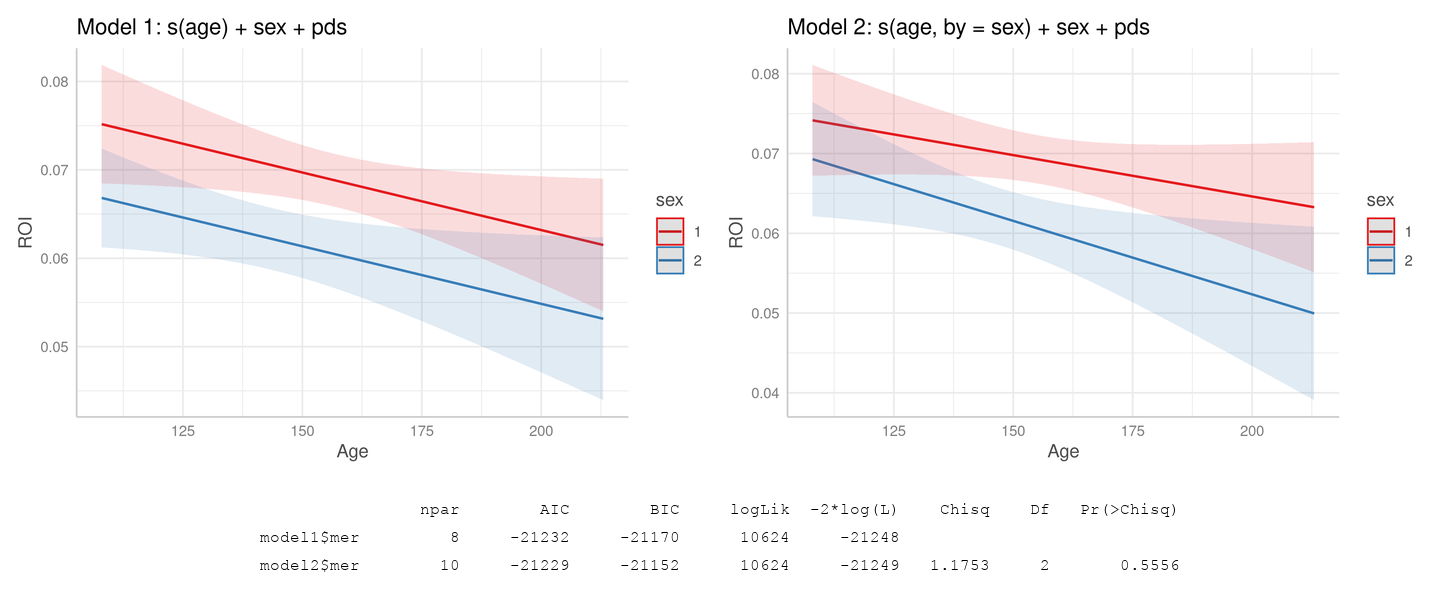 Model 1: s(age) + sex + pds
0.08
0.07
0.06
0.05
ROI
125 150 175 200
Age
sex
1
2
Model 2: s(age, by = sex) + sex + pds
0.08
0.07
0.06
0.05
0.04
ROI
125 150 175 200
Age
sex
1
2
npar AIC BIC logLik -2*log(L) Chisq Df Pr(>Chisq)
model1$mer 8 -21232 -21170 10624 -21248
model2$mer 10 -21229 -21152 10624 -21249 1.1753 2 0.5556